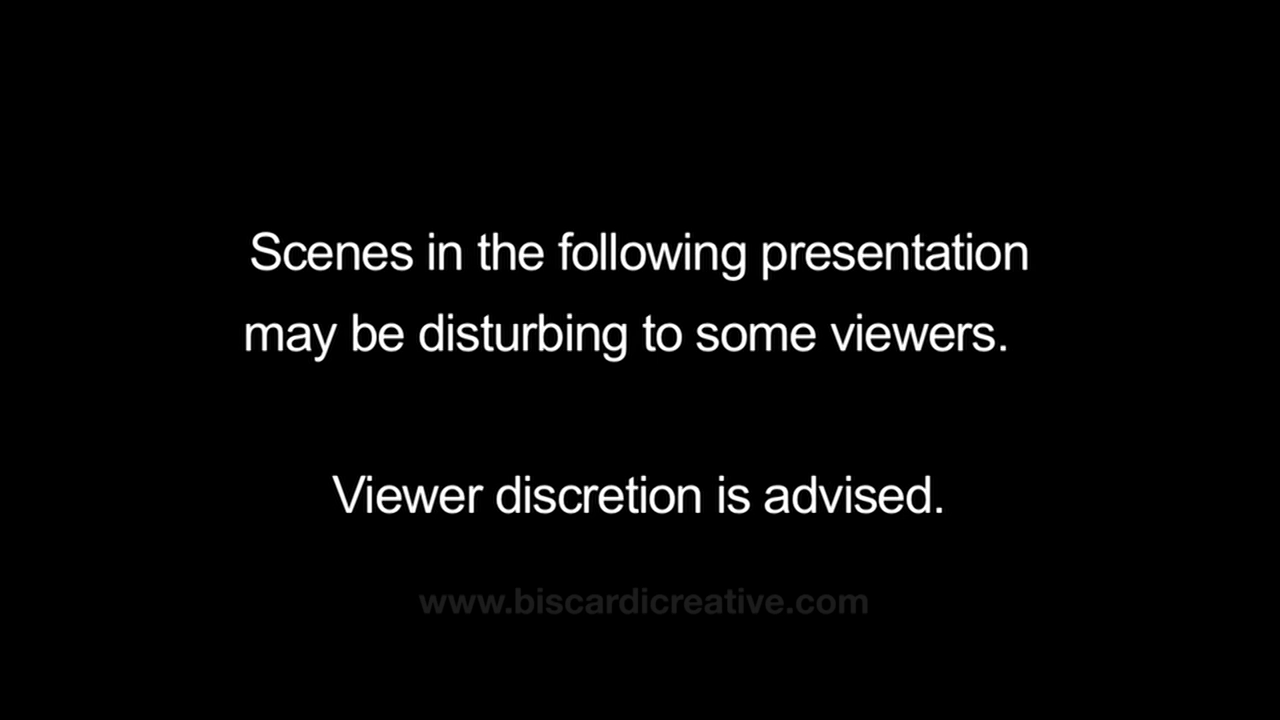 Scenes in the following presentation
may be disturbing to some viewers.
Viewer discretion is advised.
www.biscardicreative.com